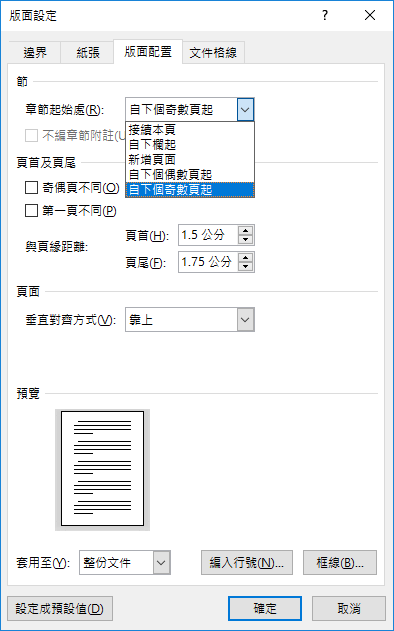 版面設定
邊界 紙張 版面配置 文件格線
節
章節起始處(R): 自下個奇數頁起
不編章節附註(U
接續本頁
自下欄起
新增頁面
自下個偶數頁起
自下個奇數頁起
頁首及頁尾
奇偶頁不同(O)
第一頁不同(P)
與頁緣距離:
頁首(H): 1.5 公分
頁尾(F): 1.75 公分
頁面
垂直對齊方式(V): 靠上
預覽
套用至(Y): 整份文件 編入行號(N)... 框線(B)...
設定成預設值(D) 確定 取消